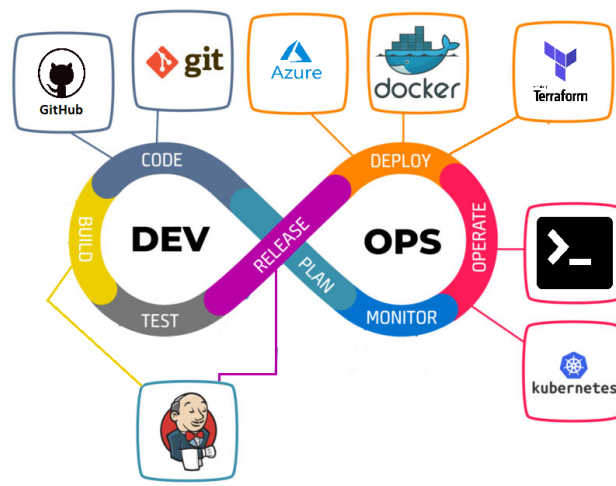 GitHub
git
Azure
docker
Terraform
CODE
DEPLOY
BUILD
DEV
RELEASE
PLAN
OPS
OPERATE
TEST
MONITOR
>_
kubernetes